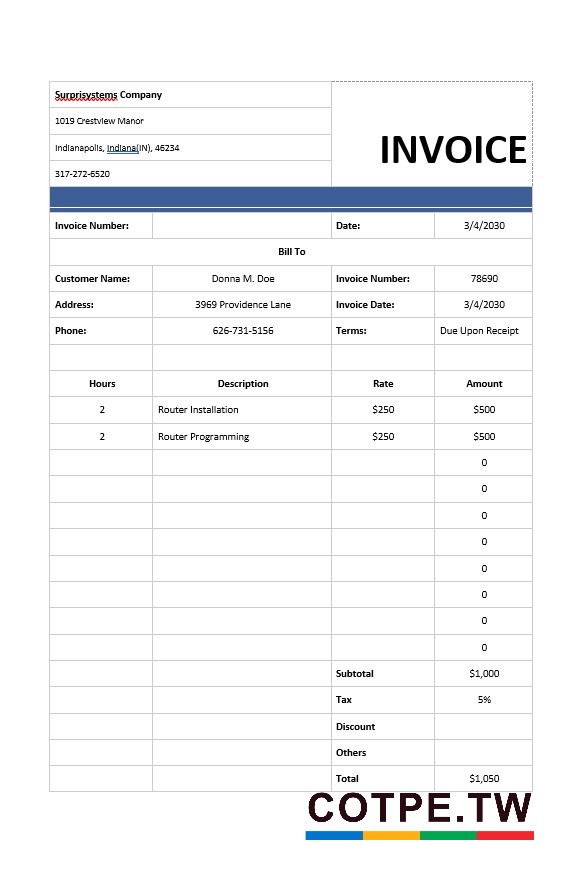 Surprisystems Company
1019 Crestview Manor
INVOICE
Indianapolis, Indiana(IN), 46234
317-272-6520
Invoice Number: Date: 3/4/2030
Bill To
Customer Name: Donna M. Doe Invoice Number: 78690
Address: 3969 Providence Lane Invoice Date: 3/4/2030
Phone: 626-731-5156 Terms: Due Upon Receipt
Hours Description Rate Amount
2 Router Installation $250 $500
2 Router Programming $250 $500
0
0
0
0
0
0
0
0
Subtotal $1,000
Tax 5%
Discount
Others
Total $1,050
COTPE.TW